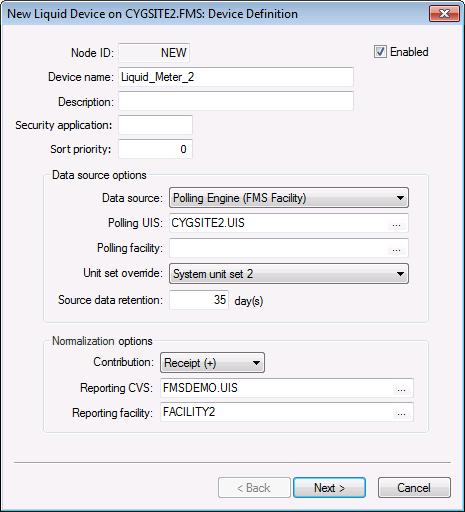 New Liquid Device on CYGSITE2.FMS: Device Definition
Node ID: NEW Enabled
Device name: Liquid_Meter_2
Description:
Security application:
Sort priority: 0
Data source options
Data source: Polling Engine (FMS Facility)
Polling UIS: CYGSITE2.UIS ...
Polling facility: ...
Unit set override: System unit set 2
Source data retention: 35 day(s)
Normalization options
Contribution: Receipt (+)
Reporting CVS: FMSDEMO.UIS ...
Reporting facility: FACILITY2 ...
< Back Next > Cancel